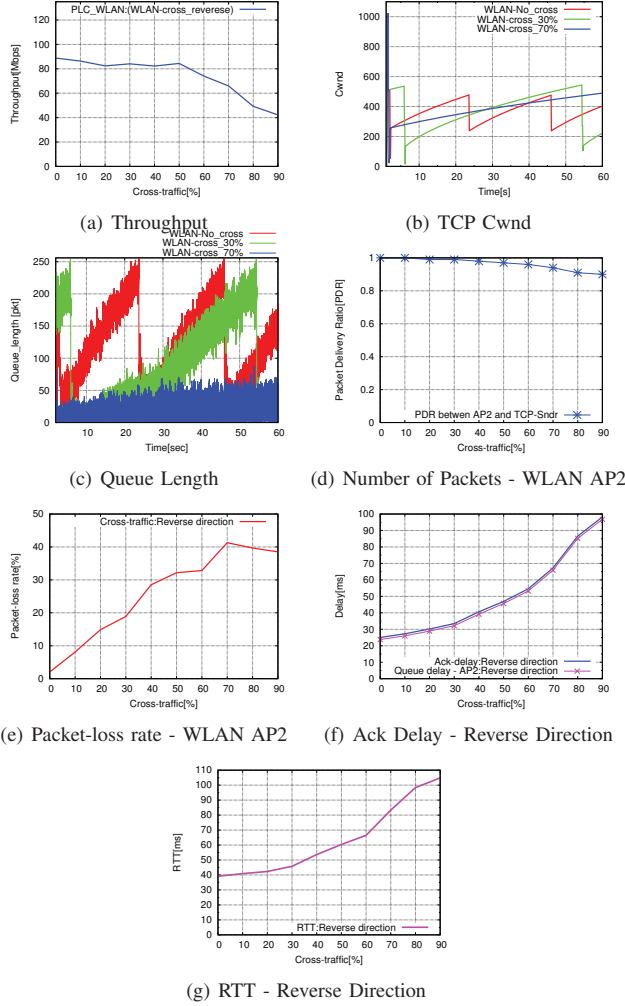 PLC_WLAN:(WLAN-cross_reverese)
Throughput[Mbps]
0
20
40
60
80
100
120
0 10 20 30 40 50 60 70 80 90
Cross-traffic[%]
(a) Throughput
WLAN-No_cross
WLAN-cross_30%
WLAN-cross_70%
Cwnd
0
200
400
600
800
1000
10 20 30 40 50 60
Time[s]
(b) TCP Cwnd
WLAN-No_cross
WLAN-cross_30%
WLAN-cross_70%
Queue_length [pkt]
0
50
100
150
200
250
10 20 30 40 50 60
Time[sec]
(c) Queue Length
Packet Delivery Ratio[PDR]
0
0.2
0.4
0.6
0.8
1
PDR betwen AP2 and TCP-Sndr
0 10 20 30 40 50 60 70 80 90
Cross-traffic[%]
(d) Number of Packets - WLAN AP2
Cross-traffic:Reverse direction
Packet-loss rate[%]
0
10
20
30
40
50
0 10 20 30 40 50 60 70 80 90
Cross-traffic[%]
(e) Packet-loss rate - WLAN AP2
Delay[ms]
0
10
20
30
40
50
60
70
80
90
100
Ack-delay:Reverse direction
Queue delay - AP2:Reverse direction
0 10 20 30 40 50 60 70 80 90
Cross-traffic[%]
(f) Ack Delay - Reverse Direction
RTT[ms]
0
10
20
30
40
50
60
70
80
90
100
110
RTT:Reverse direction
0 10 20 30 40 50 60 70 80 90
Cross-traffic[%]
(g) RTT - Reverse Direction